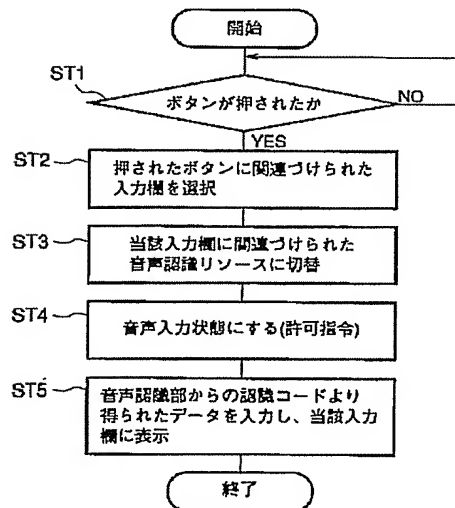 開始
ST1
ボタンが押されたか
NO
YES
ST2
押されたボタンに関連づけられた
入力欄を選択
ST3
当該入力欄に関連づけられた
音声認識リソースに切替
ST4
音声入力状態にする(許可指令)
ST5
音声認識部からの認識コードより
得られたデータを入力し、当該入力
欄に表示
終了